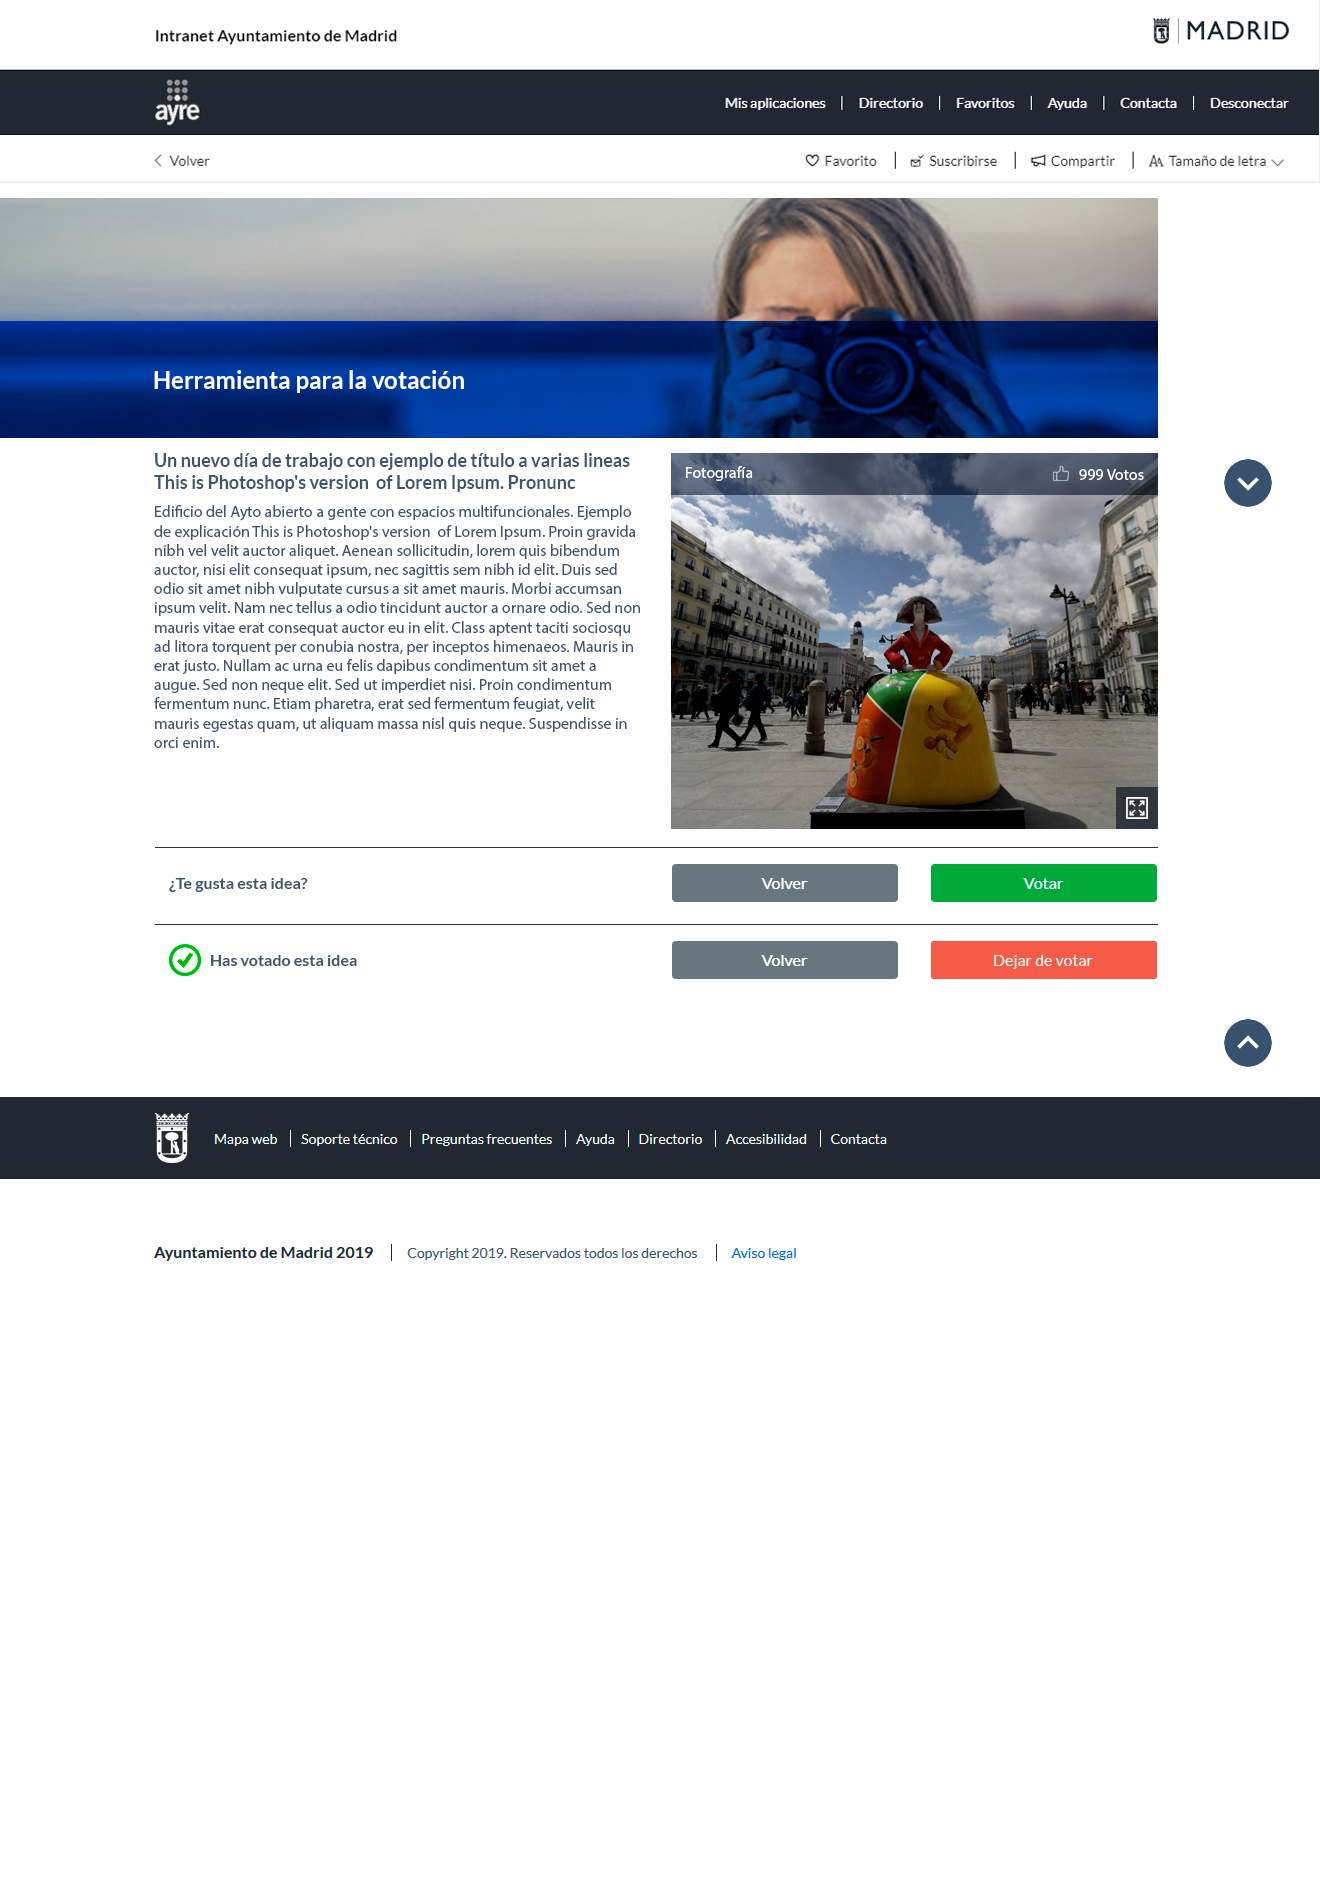 Intranet Ayuntamiento de Madrid
MADRID
ayre
Mis aplicaciones
Directorio
Favoritos
Ayuda
Contacta
Desconectar
Volver
Favorito
Suscribirse
Compartir
AA Tamaño de letra
Herramienta para la votación
Un nuevo día de trabajo con ejemplo de título a varias lineas
This is Photoshop's version of Lorem Ipsum. Pronunc
Edificio del Ayto abierto a gente con espacios multifuncionales. Ejemplo
de explicación This is Photoshop's version of Lorem Ipsum. Proin gravida
nibh vel velit auctor aliquet. Aenean sollicitudin, lorem quis bibendum
auctor, nisi elit consequat ipsum, nec sagittis sem nibh id elit. Duis sed
odio sit amet nibh vulputate cursus a sit amet mauris. Morbi accumsan
ipsum velit. Nam nec tellus a odio tincidunt auctor a ornare odio. Sed non
mauris vitae erat consequat auctor eu in elit. Class aptent taciti sociosqu
ad litora torquent per conubia nostra, per inceptos himenaeos. Mauris in
erat justo. Nullam ac urna eu felis dapibus condimentum sit amet a
augue. Sed non neque elit. Sed ut imperdiet nisi. Proin condimentum
fermentum nunc. Etiam pharetra, erat sed fermentum feugiat, velit
mauris egestas quam, ut aliquam massa nisl quis neque. Suspendisse in
orci enim.
Fotografía
999 Votos
¿Te gusta esta idea?
Volver
Votar
Has votado esta idea
Volver
Dejar de votar
Mapa web
Soporte técnico
Preguntas frecuentes
Ayuda
Directorio
Accesibilidad
Contacta
Ayuntamiento de Madrid 2019
Copyright 2019. Reservados todos los derechos
Aviso legal